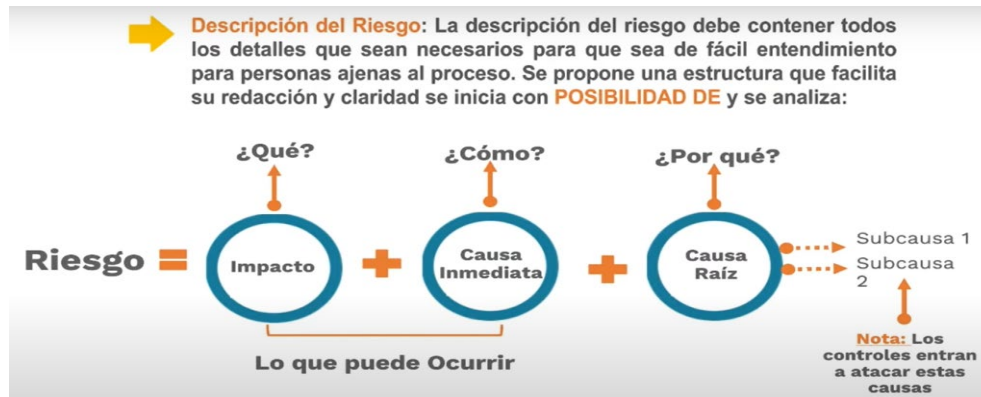 Descripción del Riesgo: La descripción del riesgo debe contener todos
los detalles que sean necesarios para que sea de fácil entendimiento
para personas ajenas al proceso. Se propone una estructura que facilita
su redacción y claridad se inicia con POSIBILIDAD DE y se analiza:
¿Qué?
¿Cómo?
¿Por qué?
Riesgo =
Impacto
+
Causa
Inmediata
+
Causa
Raíz
Subcausa 1
Subcausa
2
Lo que puede Ocurrir
Nota: Los
controles entran
a atacar estas
causas